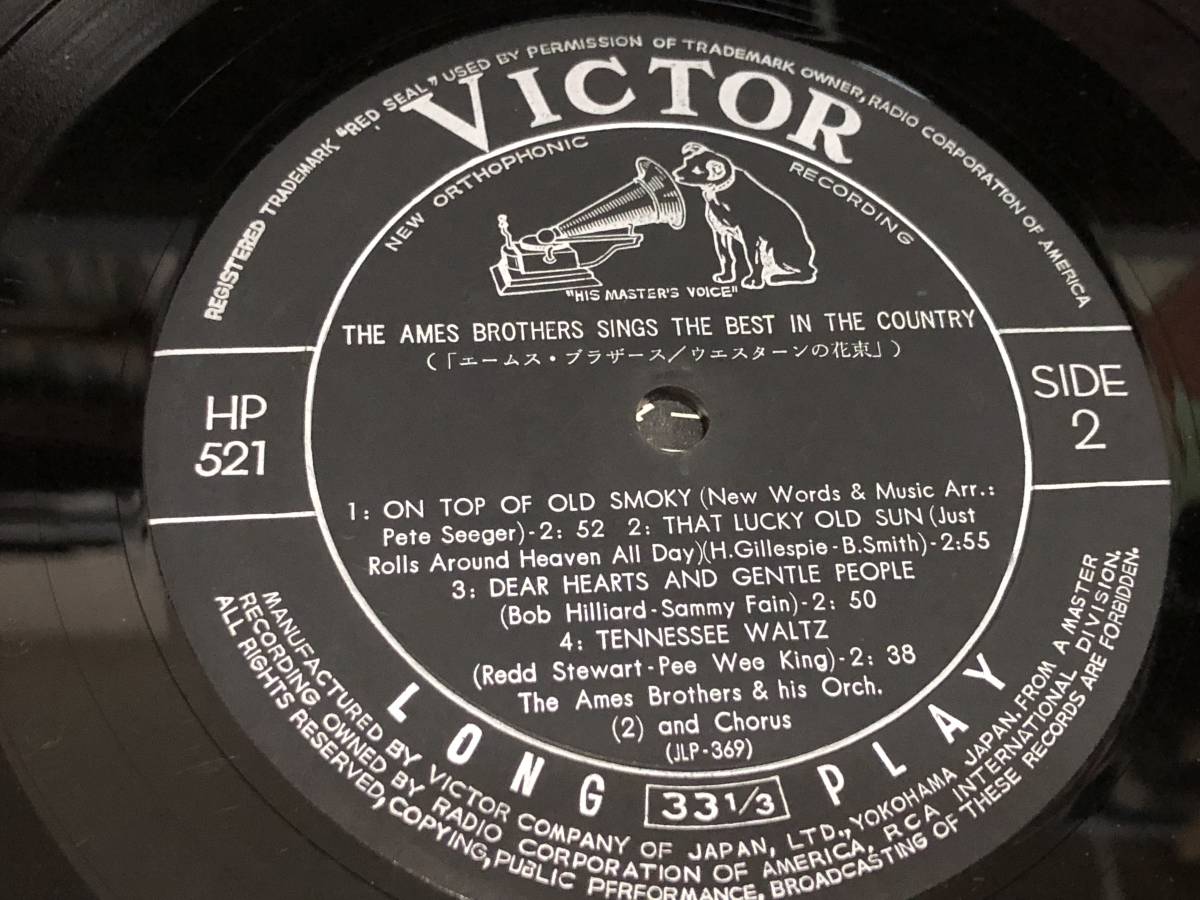 REGISTERED TRADEMARK "RED SEAL," USED BY PERMISSION OF TRADEMARK OWNER, RADIO CORPORATION OF AMERICA
VICTOR
NEW ORTHOPHONIC RECORDING
"HIS MASTER'S VOICE"
THE AMES BROTHERS SINGS THE BEST IN THE COUNTRY
(「エームス・ブラザース/ウエスターンの花束」)
HP
521
SIDE
2
1: ON TOP OF OLD SMOKY (New Words & Music Arr.:
Pete Seeger)-2: 52 2: THAT LUCKY OLD SUN (Just
Rolls Around Heaven All Day)(H.Gillespie-B.Smith)-2:55
3: DEAR HEARTS AND GENTLE PEOPLE
(Bob Hilliard-Sammy Fain)-2: 50
4: TENNESSEE WALTZ
(Redd Stewart-Pee Wee King)-2: 38
The Ames Brothers & his Orch.
(2) and Chorus
(JLP-369)
LONG PLAY
33 1/3
MANUFACTURED BY VICTOR COMPANY OF JAPAN, LTD., YOKOHAMA JAPAN. FROM A MASTER
RECORDING OWNED BY RADIO CORPORATION OF AMERICA, RCA INTERNATIONAL DIVISION.
ALL RIGHTS RESERVED, COPYING, PUBLIC PERFORMANCE, BROADCASTING OF THESE RECORDS ARE FORBIDDEN.